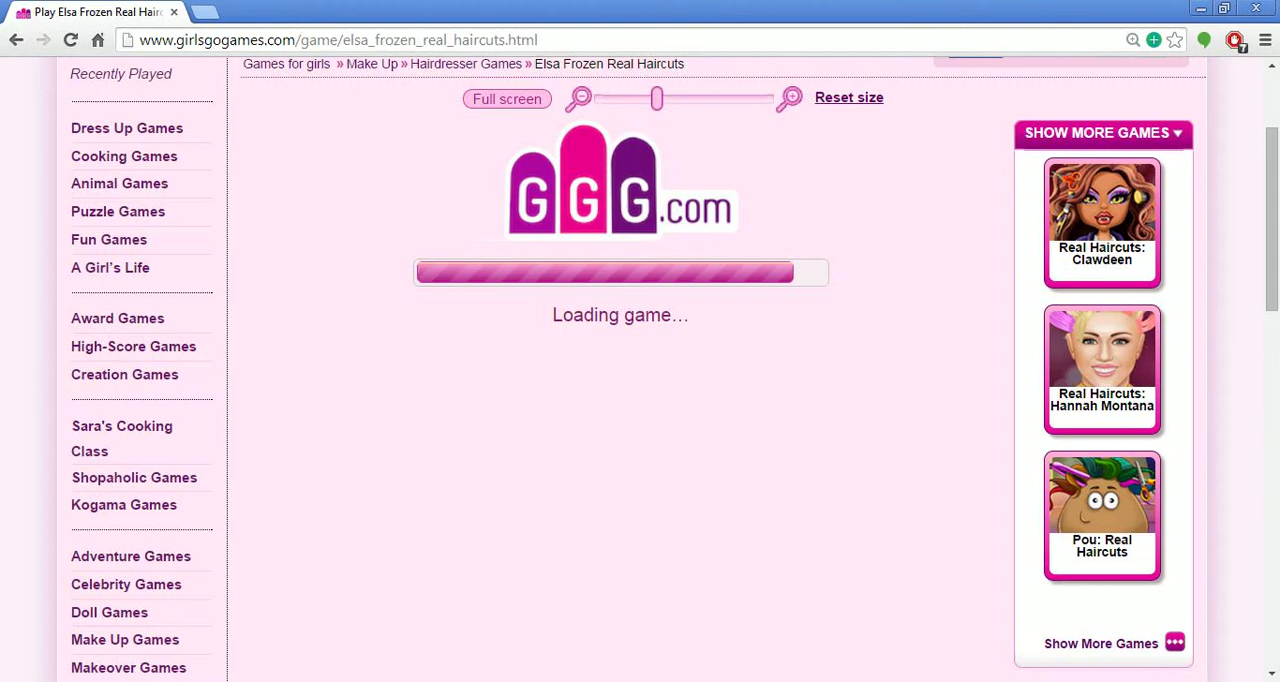 Play Elsa Frozen Real Hairc
www.girlsgogames.com/game/elsa_frozen_real_haircuts.html
7
Recently Played
Games for girls » Make Up » Hairdresser Games » Elsa Frozen Real Haircuts
Full screen
Reset size
Dress Up Games
Cooking Games
Animal Games
Puzzle Games
Fun Games
A Girl's Life
Award Games
High-Score Games
Creation Games
Sara's Cooking
Class
Shopaholic Games
Kogama Games
Adventure Games
Celebrity Games
Doll Games
Make Up Games
Makeover Games
GGG.com
Loading game…
SHOW MORE GAMES
Real Haircuts:
Clawdeen
Real Haircuts:
Hannah Montana
Pou: Real
Haircuts
Show More Games